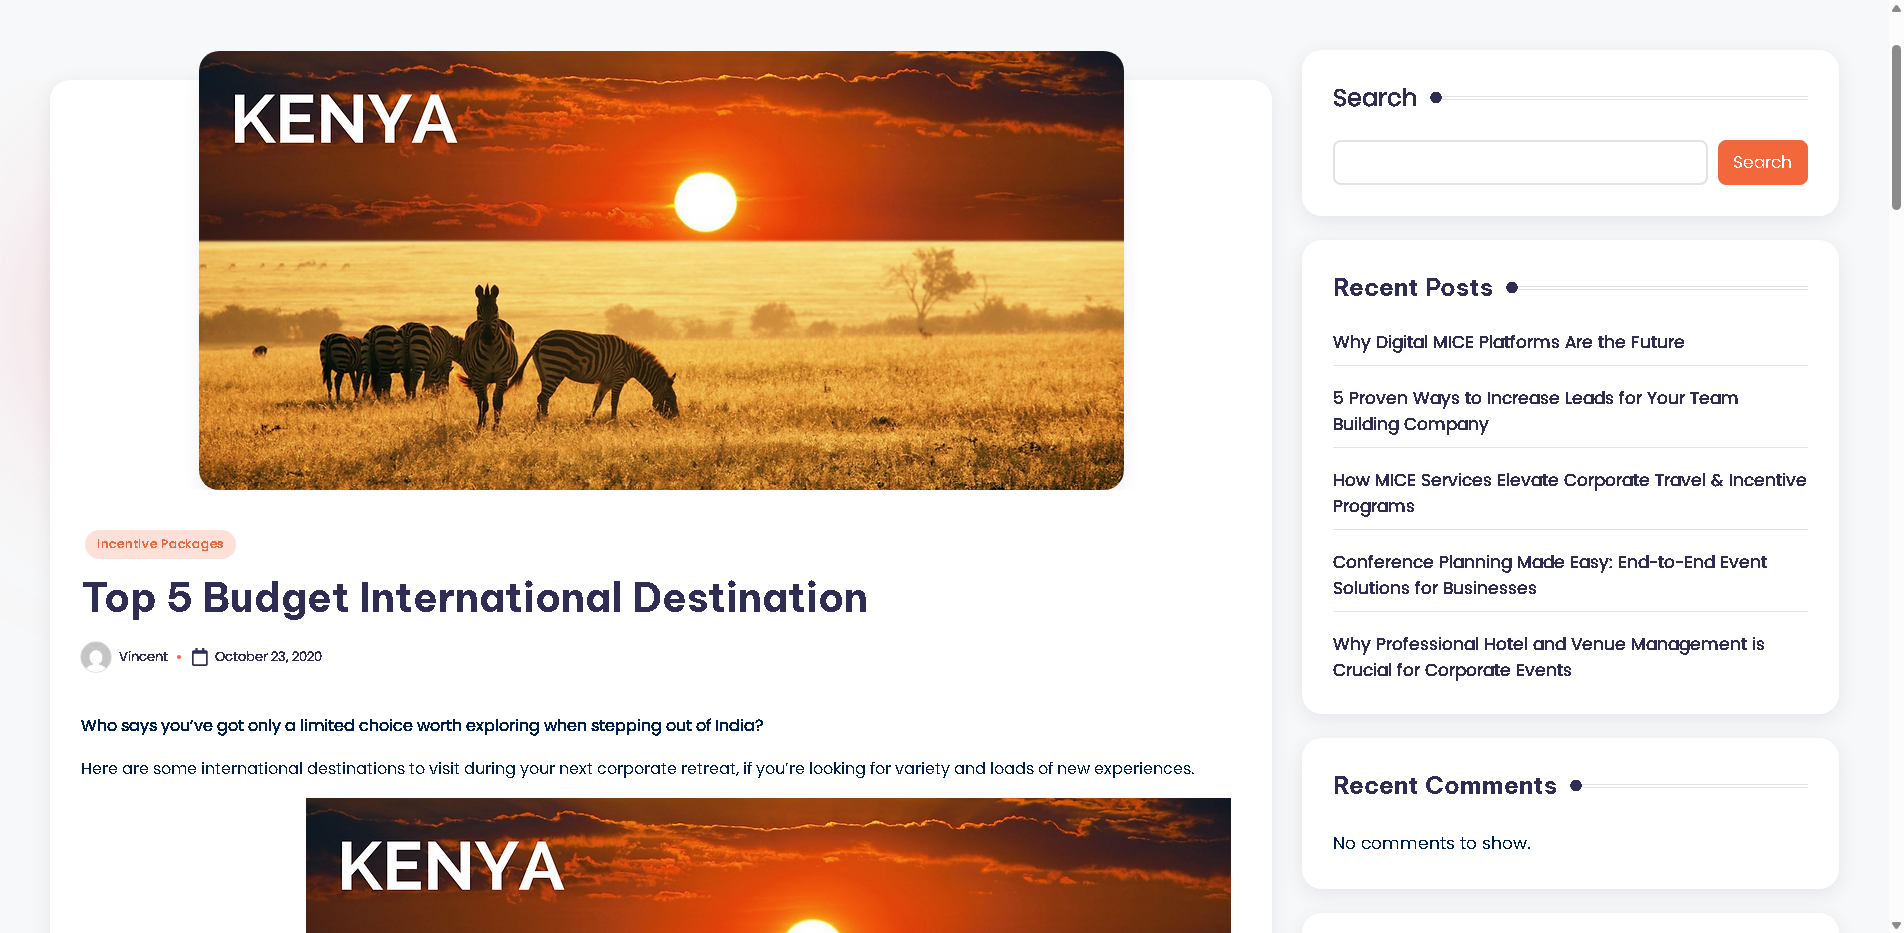 KENYA
Incentive Packages
Top 5 Budget International Destination
Vincent • October 23, 2020
Who says you've got only a limited choice worth exploring when stepping out of India?
Here are some international destinations to visit during your next corporate retreat, if you're looking for variety and loads of new experiences.
KENYA
Search
Search
Recent Posts
Why Digital MICE Platforms Are the Future
5 Proven Ways to Increase Leads for Your Team
Building Company
How MICE Services Elevate Corporate Travel & Incentive
Programs
Conference Planning Made Easy: End-to-End Event
Solutions for Businesses
Why Professional Hotel and Venue Management is
Crucial for Corporate Events
Recent Comments
No comments to show.